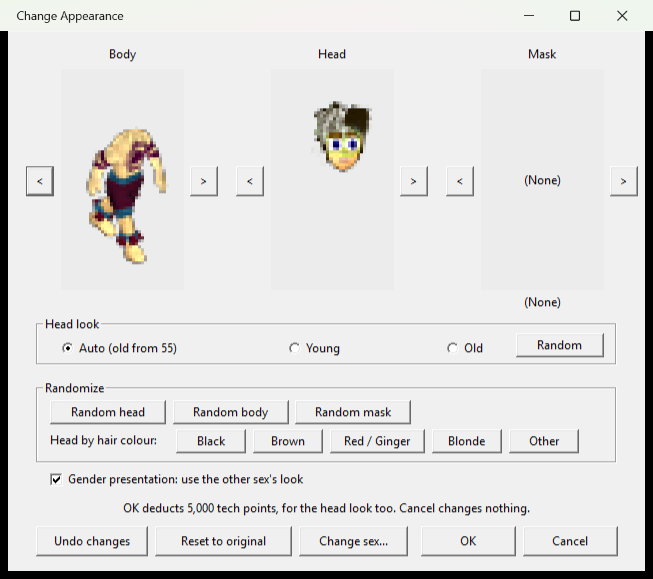 Change Appearance
Body Head Mask
< > < > < (None) >
(None)
Head look
Auto (old from 55) Young Old Random
Randomize
Random head Random body Random mask
Head by hair colour: Black Brown Red / Ginger Blonde Other
Gender presentation: use the other sex's look
OK deducts 5,000 tech points, for the head look too. Cancel changes nothing.
Undo changes Reset to original Change sex... OK Cancel